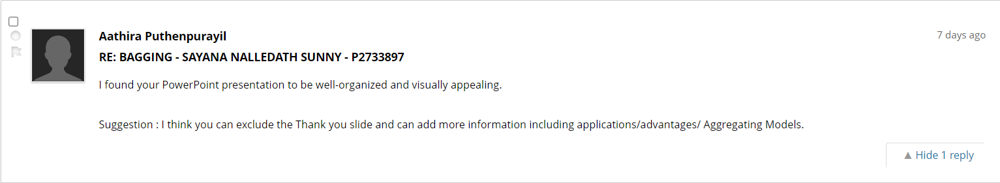 Aathira Puthenpurayil
7 days ago
RE: BAGGING - SAYANA NALLEDATH SUNNY - P2733897
I found your PowerPoint presentation to be well-organized and visually appealing.
Suggestion : I think you can exclude the Thank you slide and can add more information including applications/advantages/ Aggregating Models.
▲ Hide 1 reply